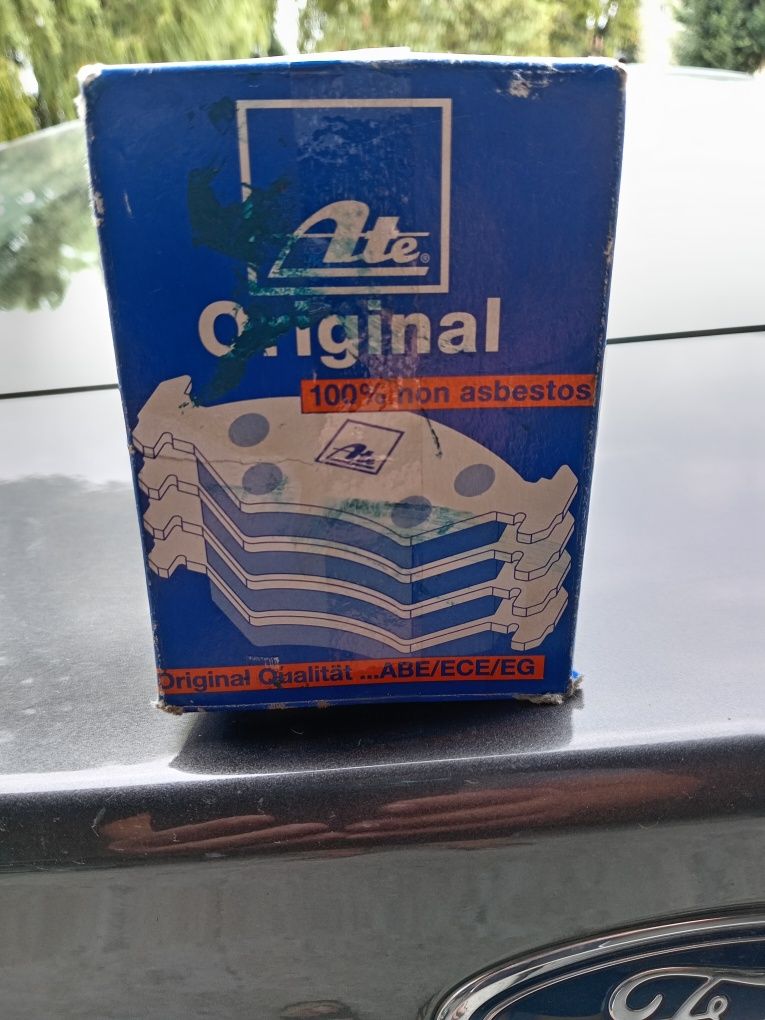 Ate®
Original
100% non asbestos
Ate
Original Qualität ...ABE/ECE/EG